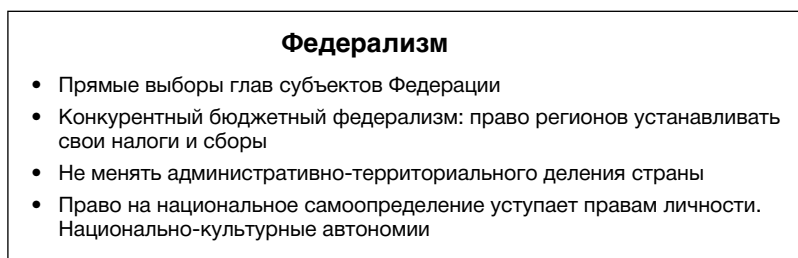 Федерализм
• Прямые выборы глав субъектов Федерации
• Конкурентный бюджетный федерализм: право регионов устанавливать
свои налоги и сборы
• Не менять административно-территориального деления страны
• Право на национальное самоопределение уступает правам личности.
Национально-культурные автономии